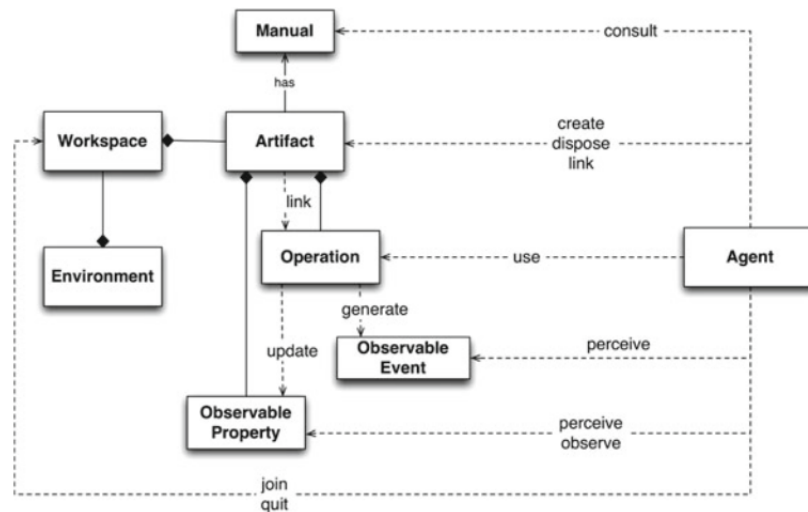 Manual
consult
has
Workspace
Artifact
create
dispose
link
link
Environment
Operation
use
Agent
generate
update
Observable
Event
perceive
Observable
Property
perceive
observe
join
quit